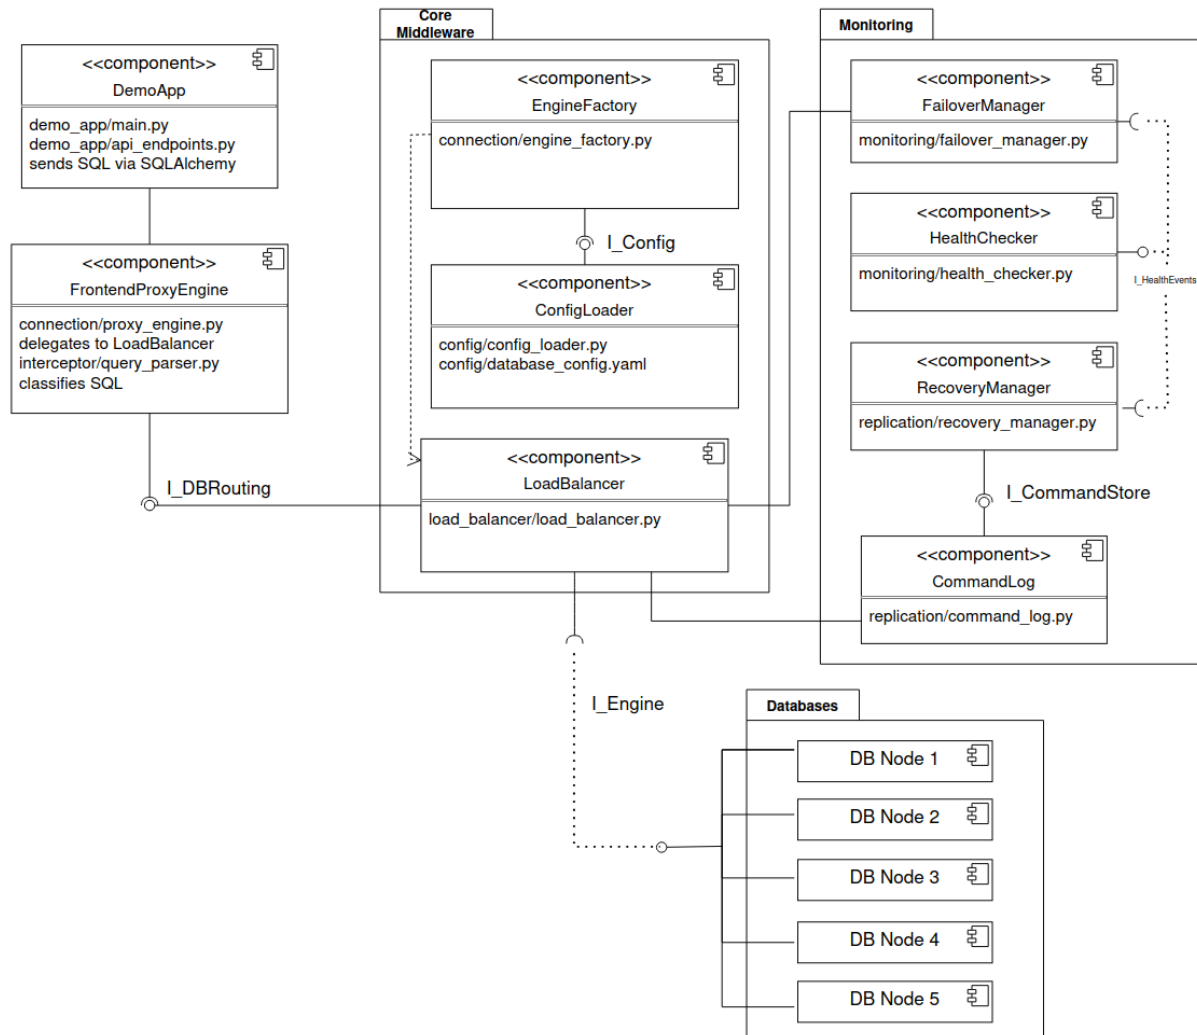 <<component>>
DemoApp
demo_app/main.py
demo_app/api_endpoints.py
sends SQL via SQLAlchemy
<<component>>
FrontendProxyEngine
connection/proxy_engine.py
delegates to LoadBalancer
interceptor/query_parser.py
classifies SQL
I_DBRouting
Core
Middleware
<<component>>
EngineFactory
connection/engine_factory.py
I_Config
<<component>>
ConfigLoader
config/config_loader.py
config/database_config.yaml
<<component>>
LoadBalancer
load_balancer/load_balancer.py
I_Engine
Monitoring
<<component>>
FailoverManager
monitoring/failover_manager.py
<<component>>
HealthChecker
monitoring/health_checker.py
I_HealthEvents
<<component>>
RecoveryManager
replication/recovery_manager.py
I_CommandStore
<<component>>
CommandLog
replication/command_log.py
Databases
DB Node 1
DB Node 2
DB Node 3
DB Node 4
DB Node 5